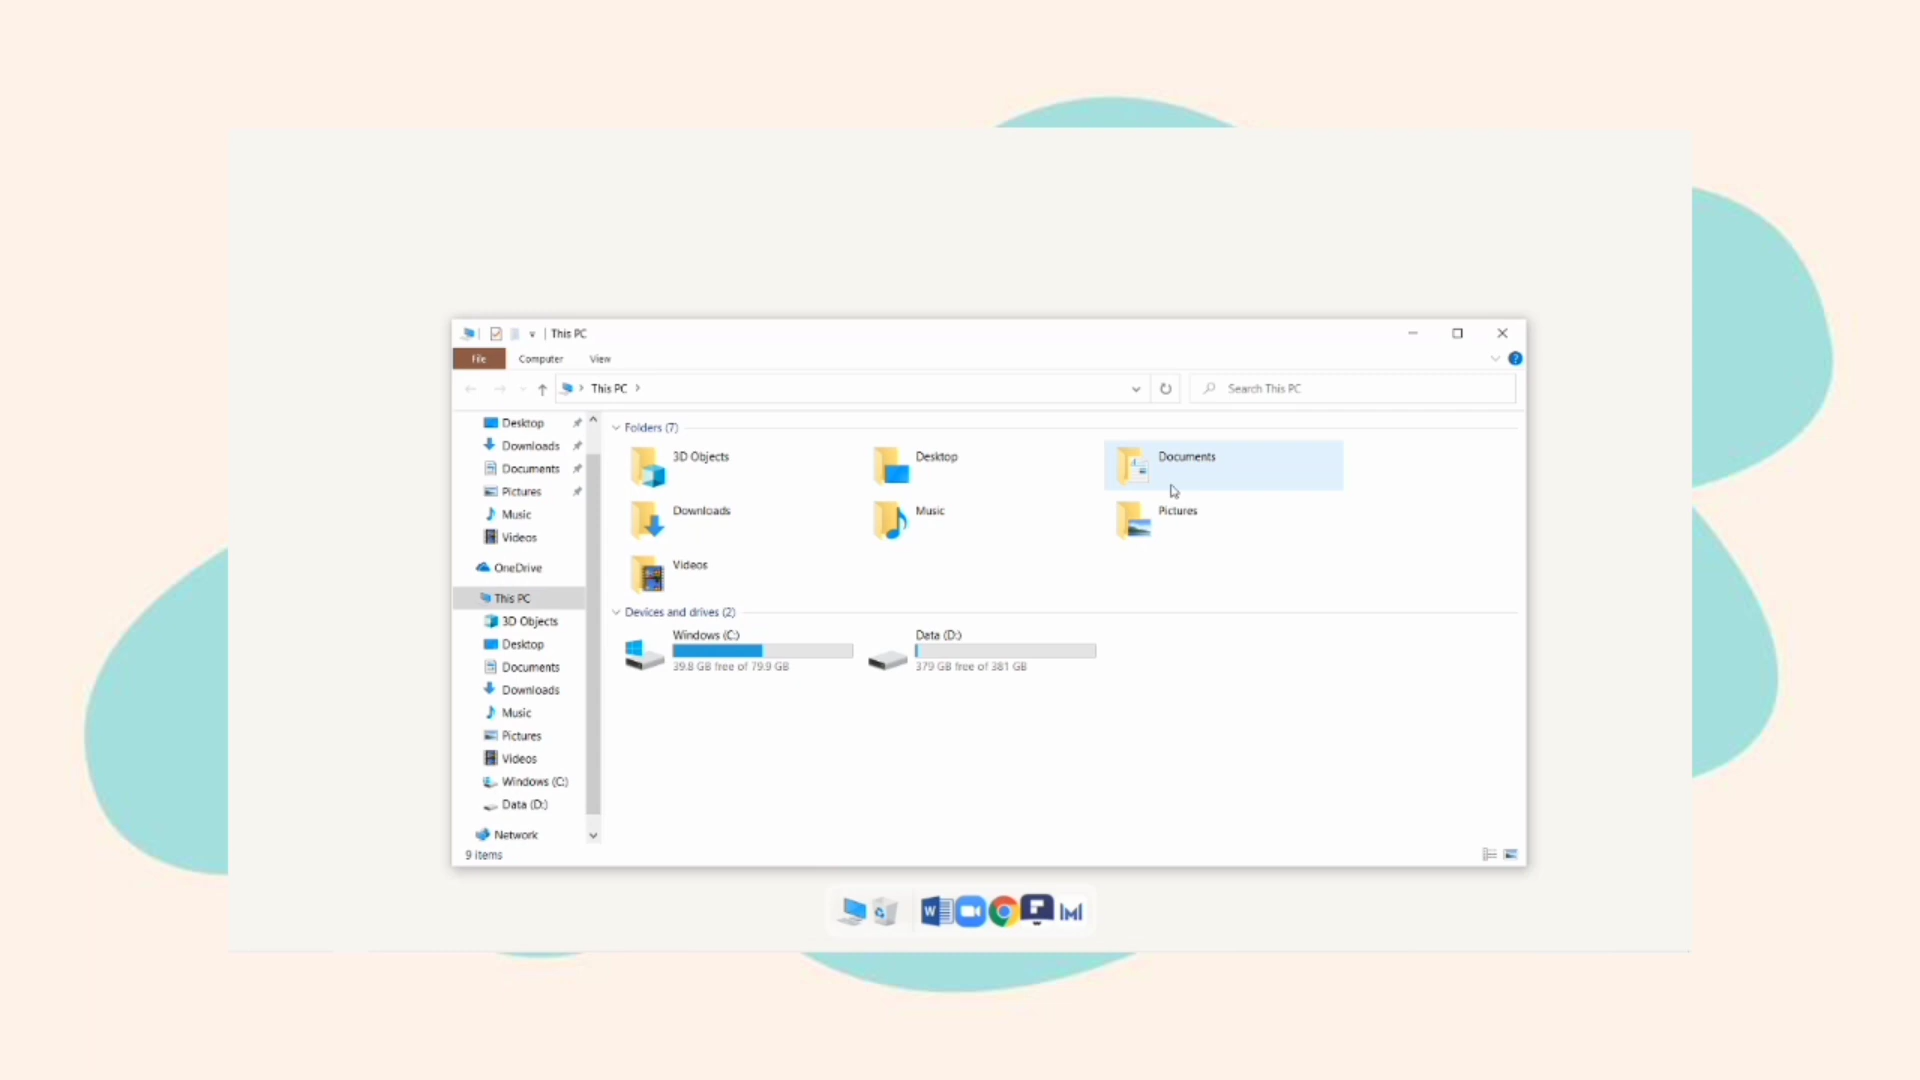 This PC
File Computer View
This PC
Search This PC
Desktop
Downloads
Documents
Pictures
Music
Videos
OneDrive
This PC
3D Objects
Desktop
Documents
Downloads
Music
Pictures
Videos
Windows (C:)
Data (D:)
Network
Folders (7)
3D Objects Desktop Documents
Downloads Music Pictures
Videos
Devices and drives (2)
Windows (C:) Data (D:)
39.8 GB free of 79.9 GB 379 GB free of 381 GB
9 items
W